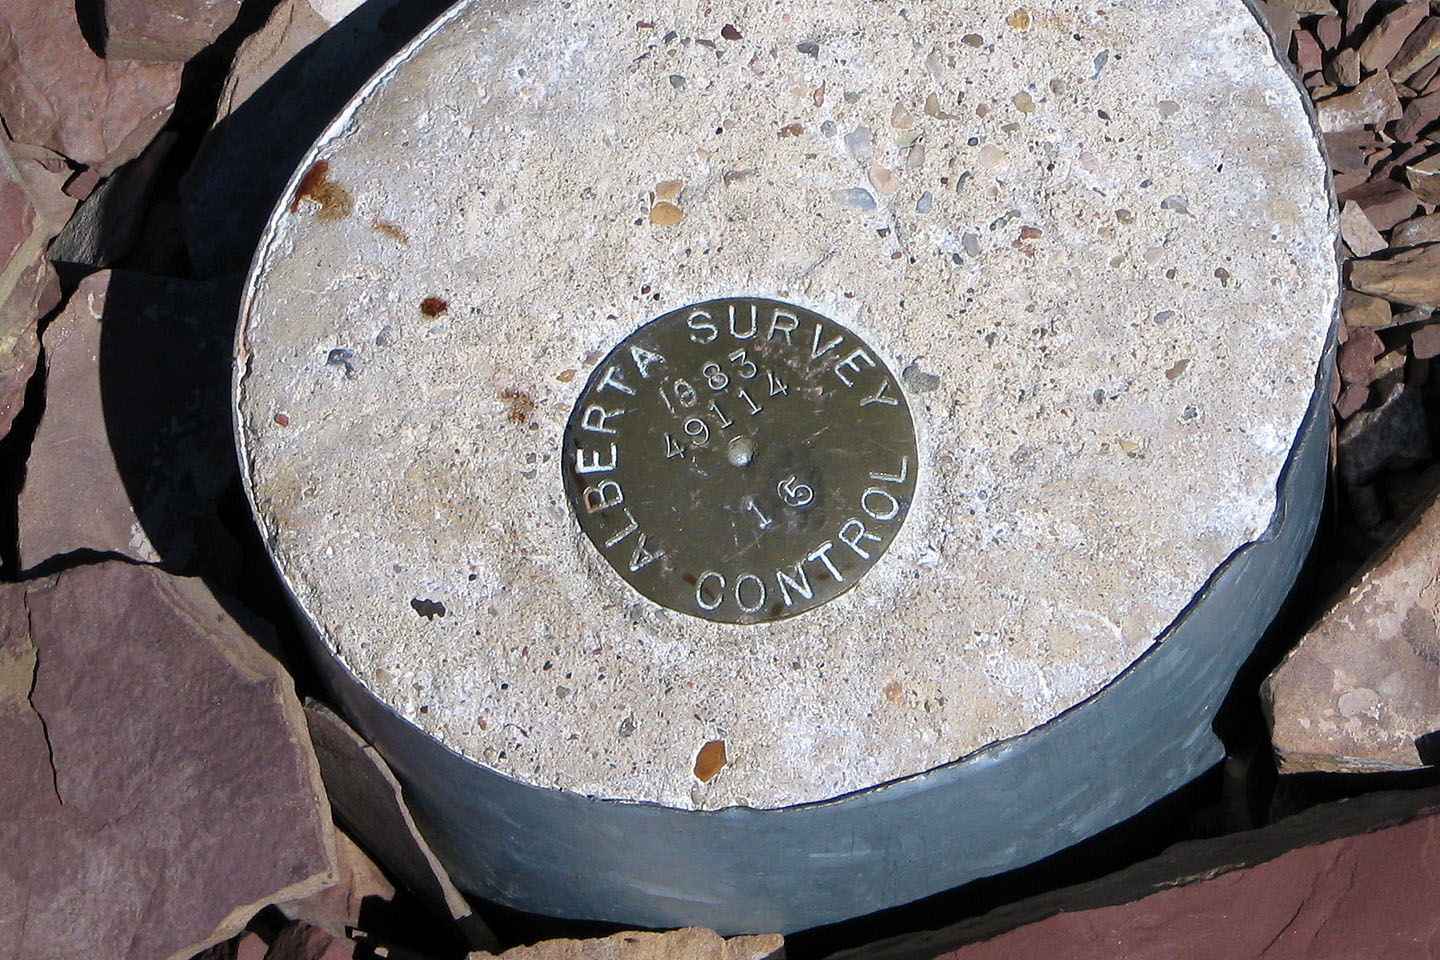 ALBERTA SURVEY
1983
49114
15
CONTROL